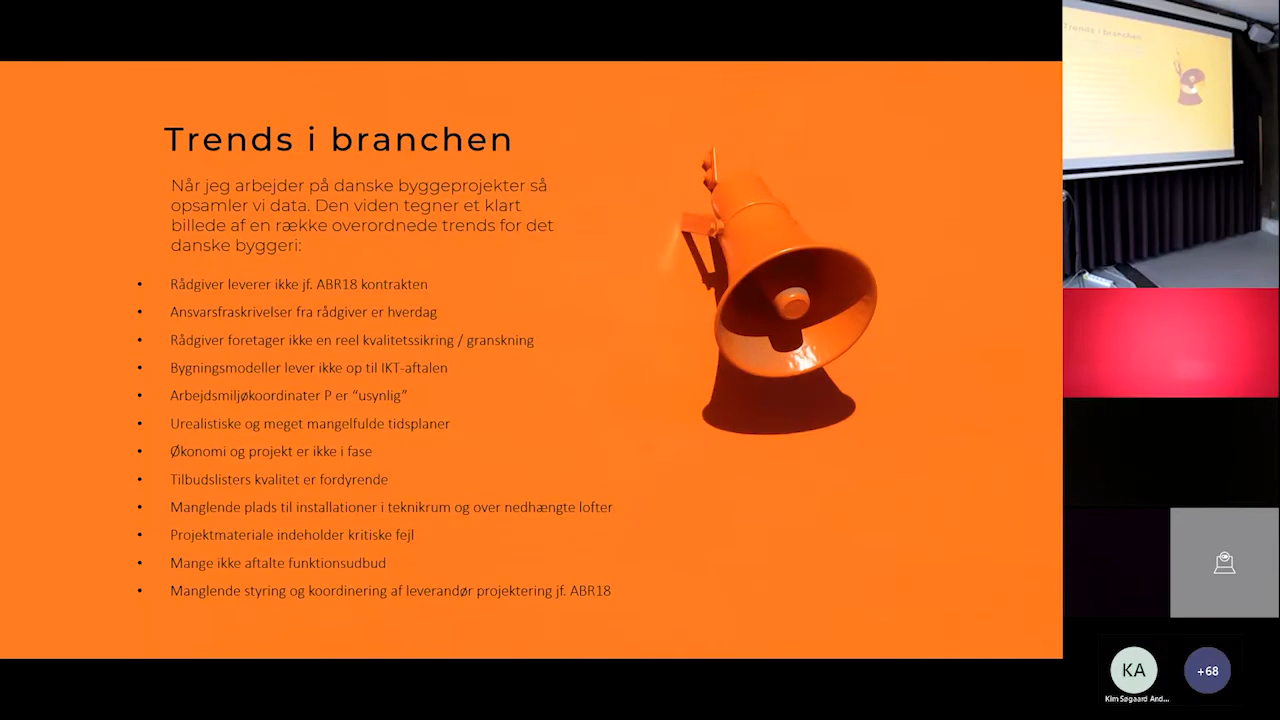 Trends i branchen
Når jeg arbejder på danske byggeprojekter så
opsamler vi data. Den viden tegner et klart
billede af en række overordnede trends for det
danske byggeri:
• Rådgiver leverer ikke jf. ABR18 kontrakten
• Ansvarsfraskrivelser fra rådgiver er hverdag
• Rådgiver foretager ikke en reel kvalitetssikring / granskning
• Bygningsmodeller lever ikke op til IKT-aftalen
• Arbejdsmiljøkoordinater P er “usynlig”
• Urealistiske og meget mangelfulde tidsplaner
• Økonomi og projekt er ikke i fase
• Tilbudslisters kvalitet er fordyrende
• Manglende plads til installationer i teknikrum og over nedhængte lofter
• Projektmateriale indeholder kritiske fejl
• Mange ikke aftalte funktionsudbud
• Manglende styring og koordinering af leverandør projektering jf. ABR18
Trends i branchen
KA
+68
Kim Søgaard And...